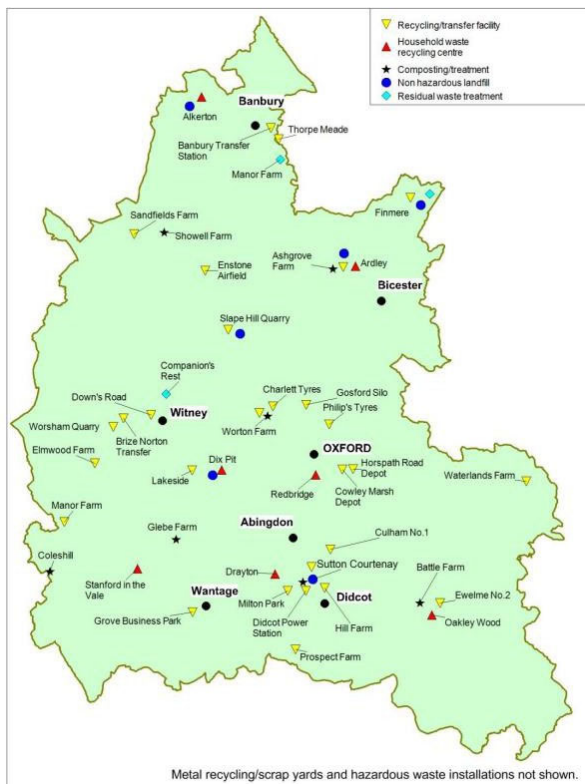 Recycling/transfer facility
Household waste
recycling centre
Composting/treatment
Non hazardous landfill
Residual waste treatment
Banbury
Alkerton
Thorpe Meade
Banbury Transfer
Station
Manor Farm
Finmere
Sandfields Farm
Showell Farm
Ashgrove
Farm
Ardley
Enstone
Airfield
Bicester
Slape Hill Quarry
Companion's
Rest
Charlett Tyres
Gosford Silo
Down's Road
Witney
Philip's Tyres
Worsham Quarry
Brize Norton
Transfer
Worton Farm
Elmwood Farm
OXFORD
Dix Pit
Horspath Road
Depot
Lakeside
Waterlands Farm
Redbridge
Cowley Marsh
Depot
Manor Farm
Glebe Farm
Abingdon
Culham No.1
Coleshill
Sutton Courtenay
Battle Farm
Drayton
Stanford in the
Vale
Wantage
Milton Park
Didcot
Ewelme No.2
Grove Business Park
Didcot Power
Station
Hill Farm
Oakley Wood
Prospect Farm
Metal recycling/scrap yards and hazardous waste installations not shown.